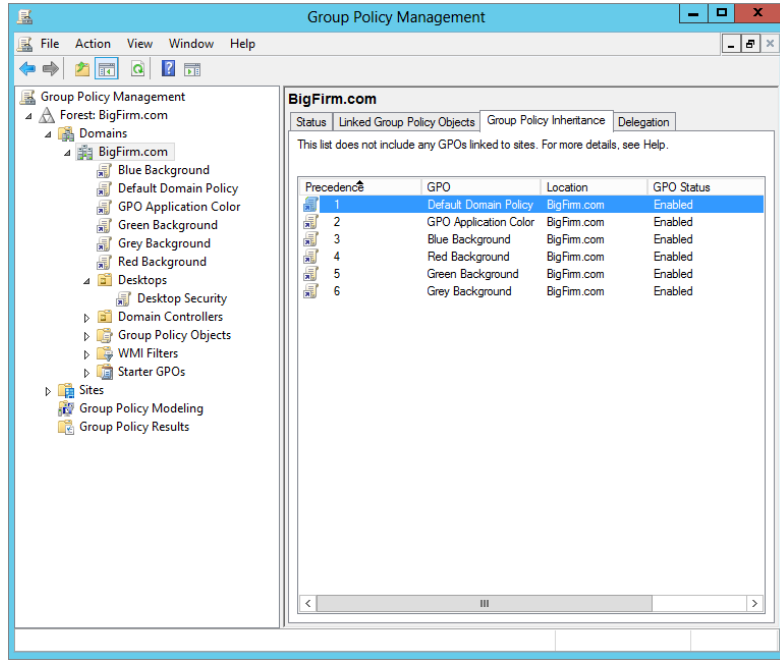 Group Policy Management
File Action View Window Help
Group Policy Management
Forest: BigFirm.com
Domains
BigFirm.com
Blue Background
Default Domain Policy
GPO Application Color
Green Background
Grey Background
Red Background
Desktops
Desktop Security
Domain Controllers
Group Policy Objects
WMI Filters
Starter GPOs
Sites
Group Policy Modeling
Group Policy Results
BigFirm.com
Status Linked Group Policy Objects Group Policy Inheritance Delegation
This list does not include any GPOs linked to sites. For more details, see Help.
Precedence GPO Location GPO Status
1 Default Domain Policy BigFirm.com Enabled
2 GPO Application Color BigFirm.com Enabled
3 Blue Background BigFirm.com Enabled
4 Red Background BigFirm.com Enabled
5 Green Background BigFirm.com Enabled
6 Grey Background BigFirm.com Enabled